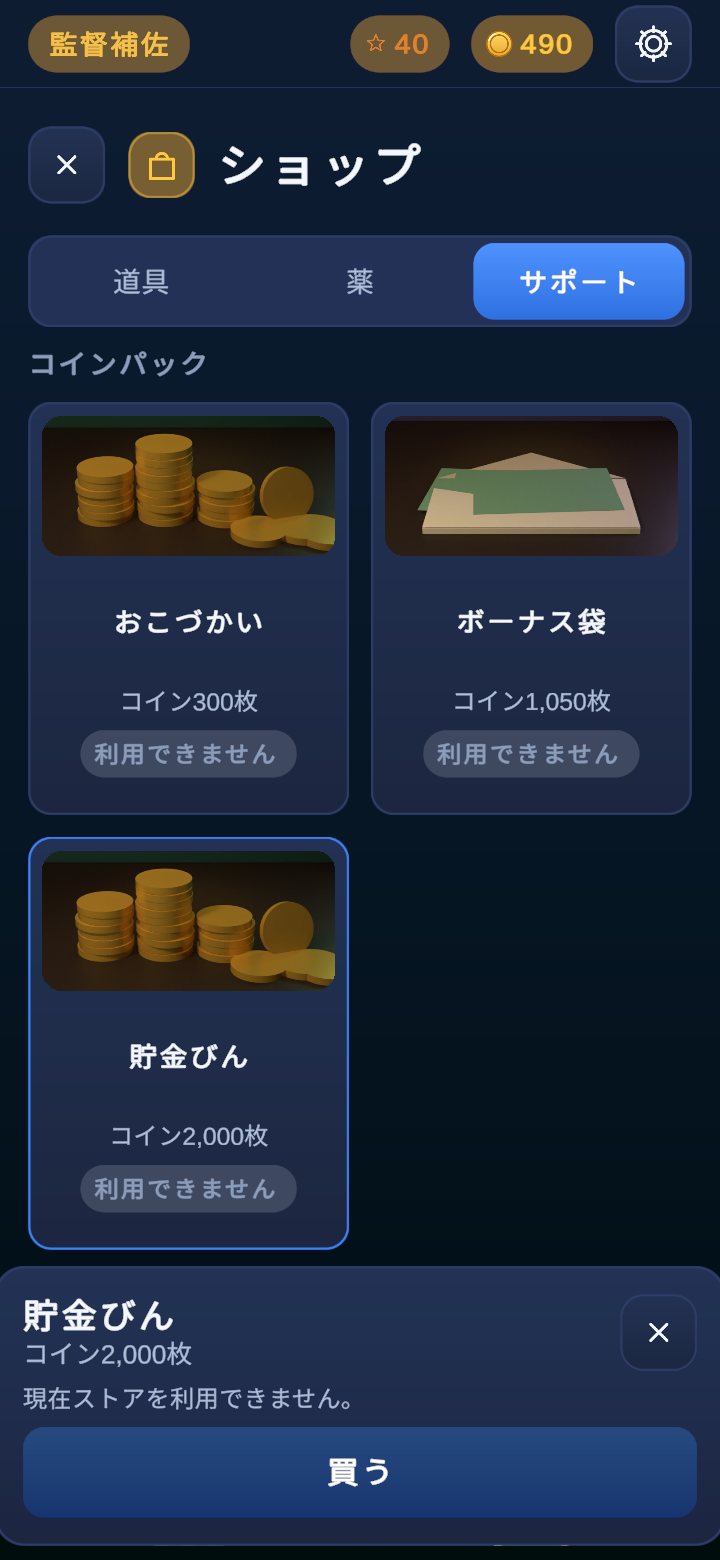 監督補佐
40
490
ショップ
道具
薬
サポート
コインパック
おこづかい
コイン300枚
利用できません
ボーナス袋
コイン1,050枚
利用できません
貯金びん
コイン2,000枚
利用できません
貯金びん
コイン2,000枚
現在ストアを利用できません。
買う